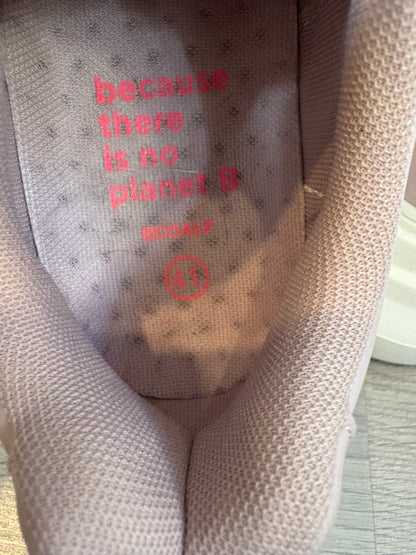 because
there
is no
planet B
ECOALF
41